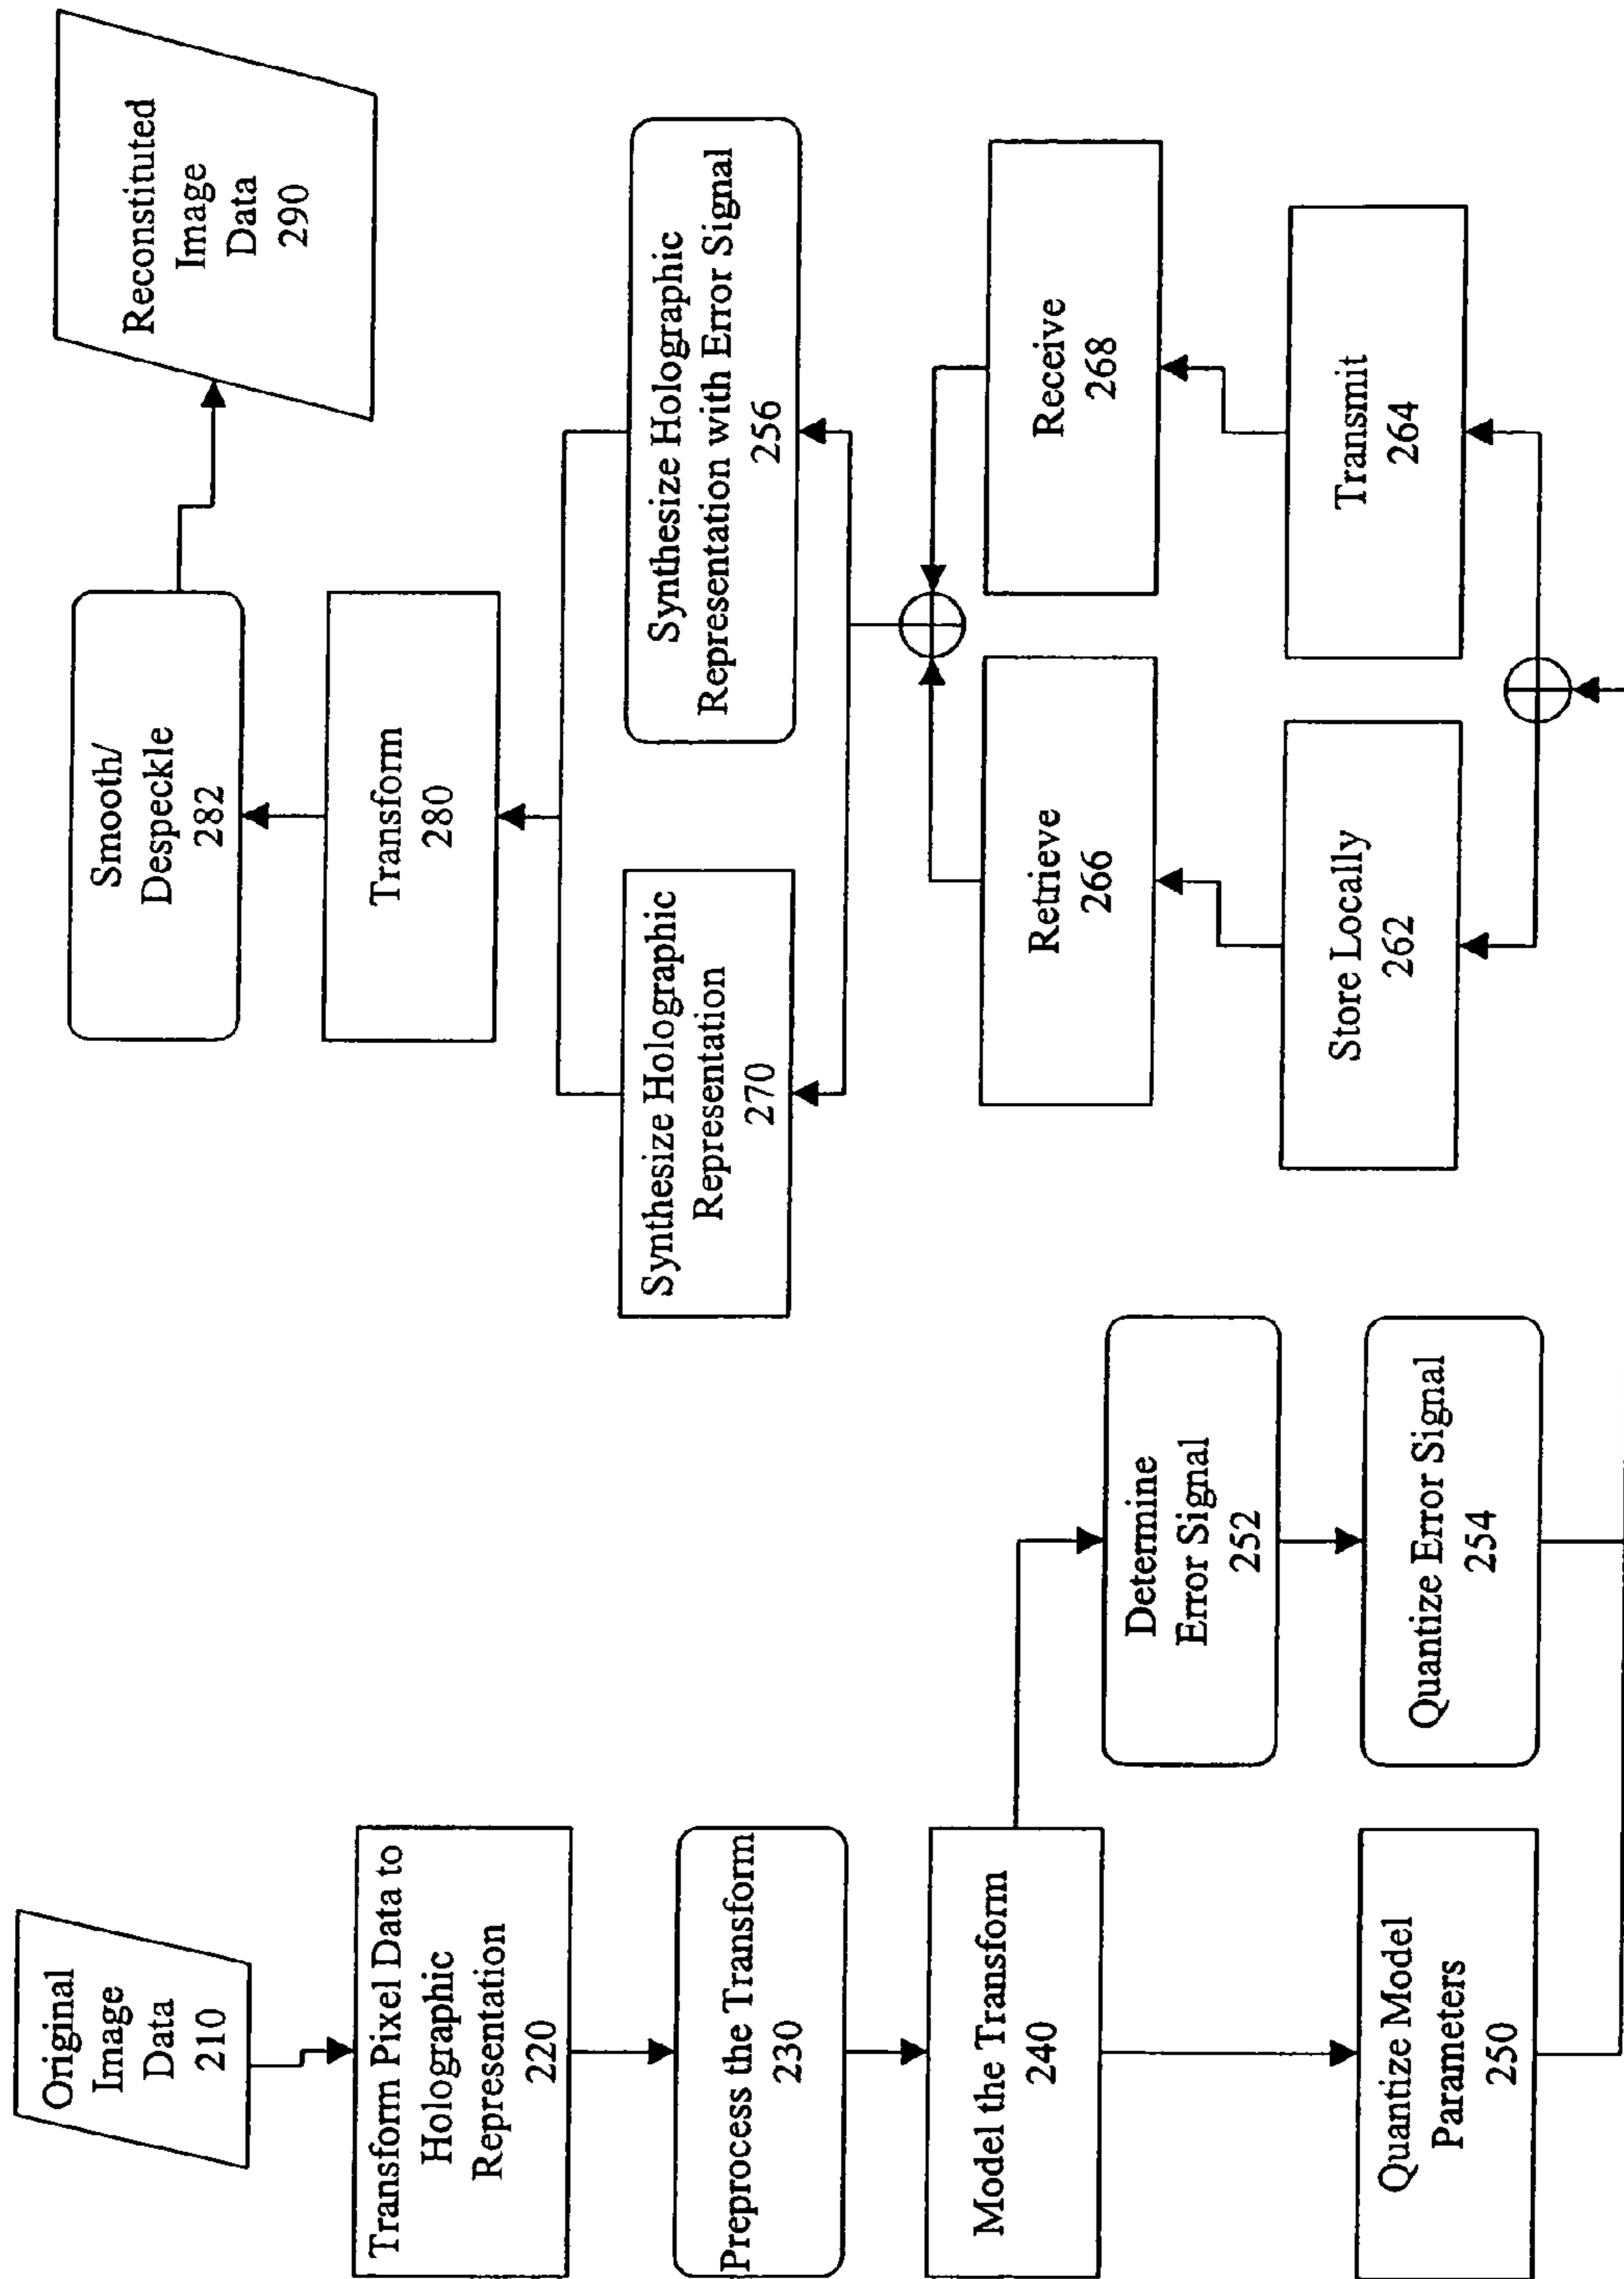 Original
Image
Data
210
Transform Pixel Data to
Holographic
Representation
220
Preprocess the Transform
230
Model the Transform
240
Quantize Model
Parameters
250
Determine
Error Signal
252
Quantize Error Signal
254
Store Locally
262
Transmit
264
Retrieve
266
Receive
268
Synthesize Holographic
Representation
270
Synthesize Holographic
Representation with Error Signal
256
Transform
280
Smooth/
Despeckle
282
Reconstituted
Image
Data
290